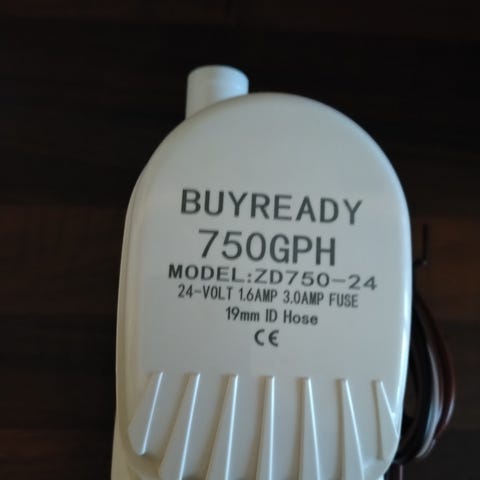 BUYREADY
750GPH
MODEL:ZD750-24
24-VOLT 1.6AMP 3.0AMP FUSE
19mm ID Hose
CE